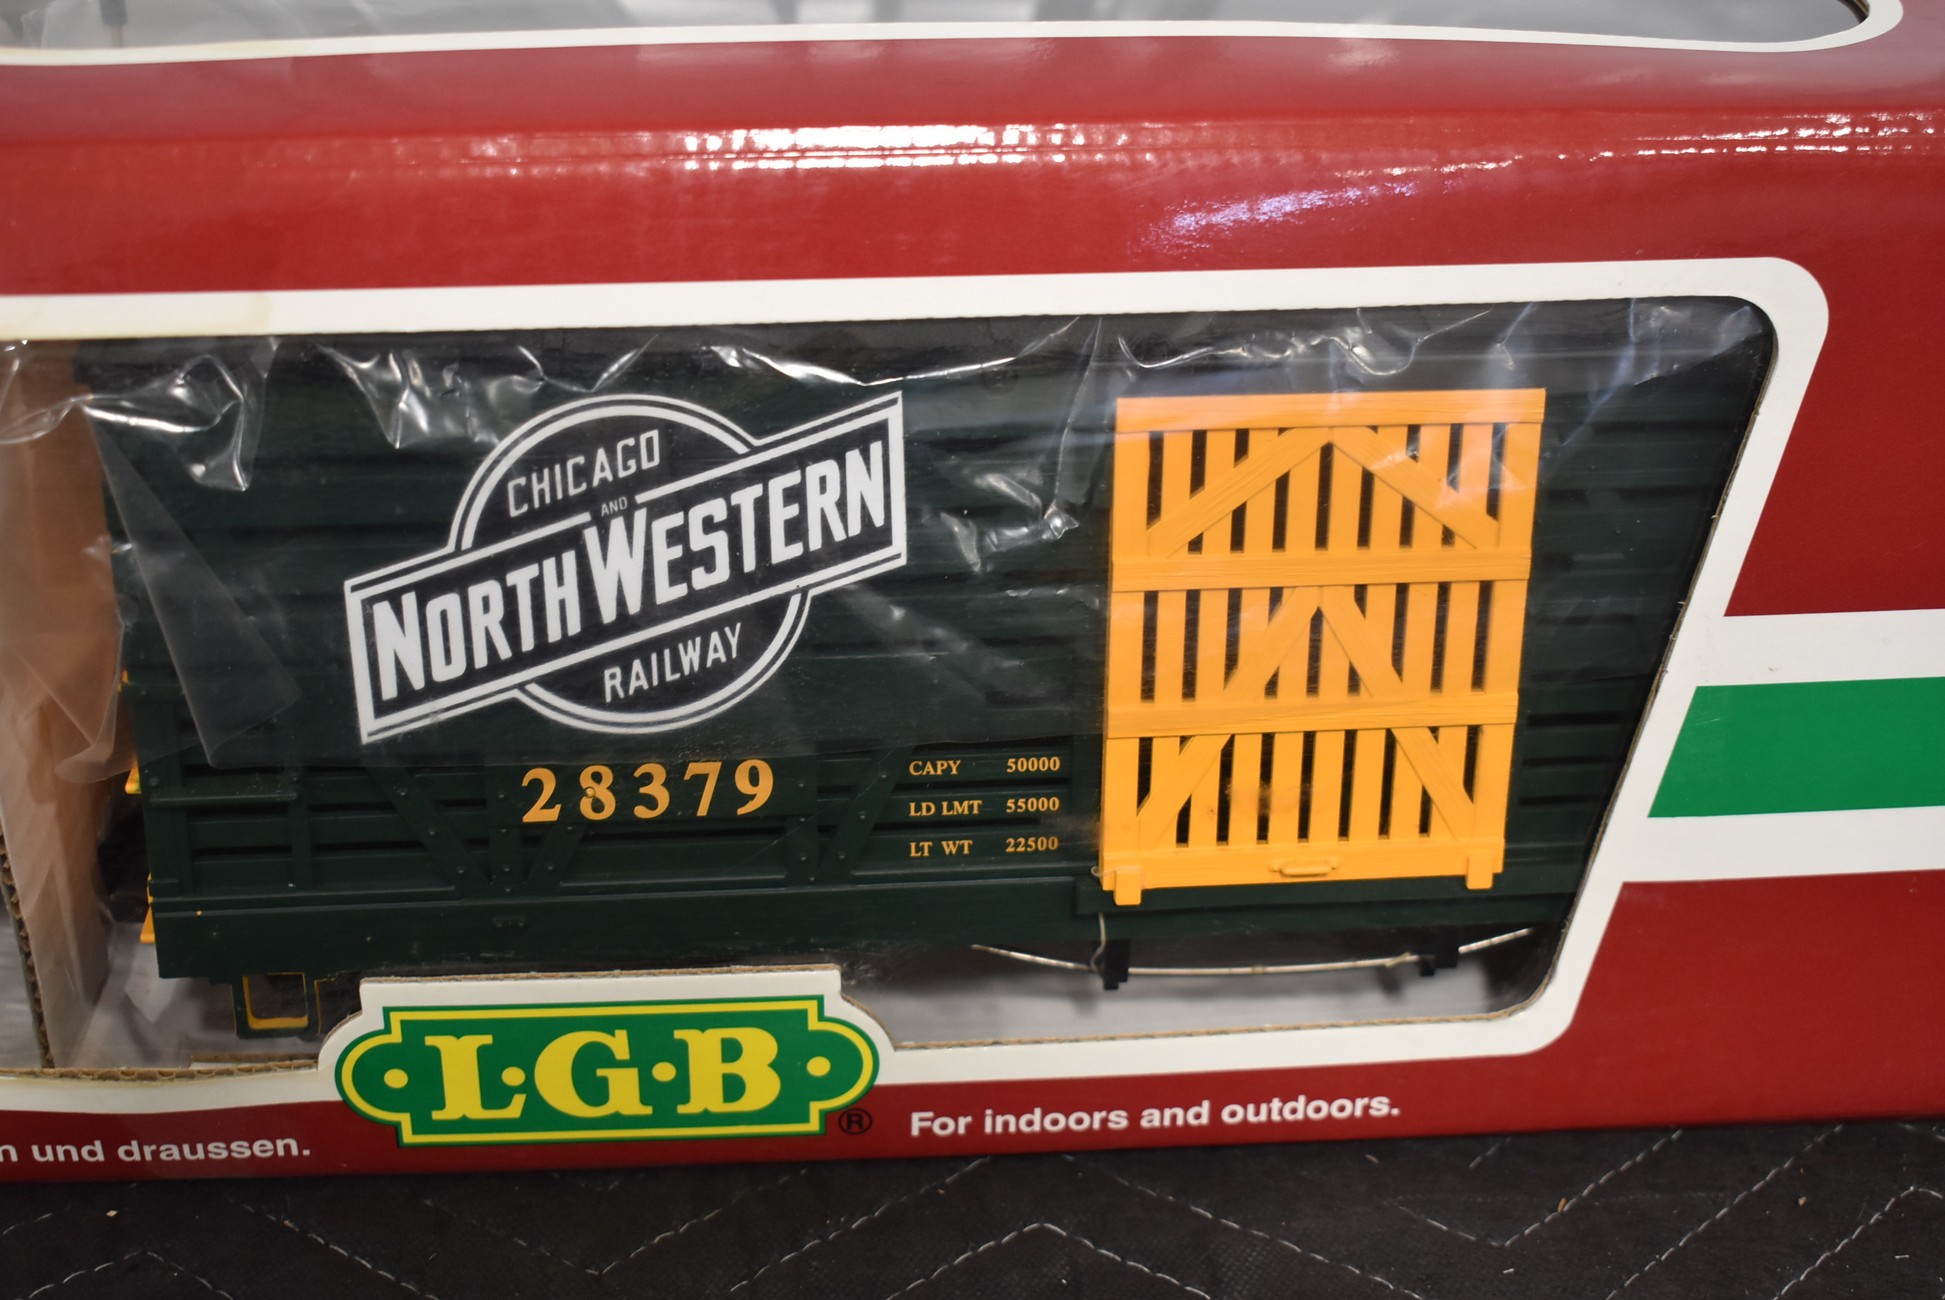 CHICAGO
AND
NORTH WESTERN
RAILWAY
28379
CAPY 50000
LD LMT 55000
LT WT 22500
L·G·B
®
n und draussen.
For indoors and outdoors.